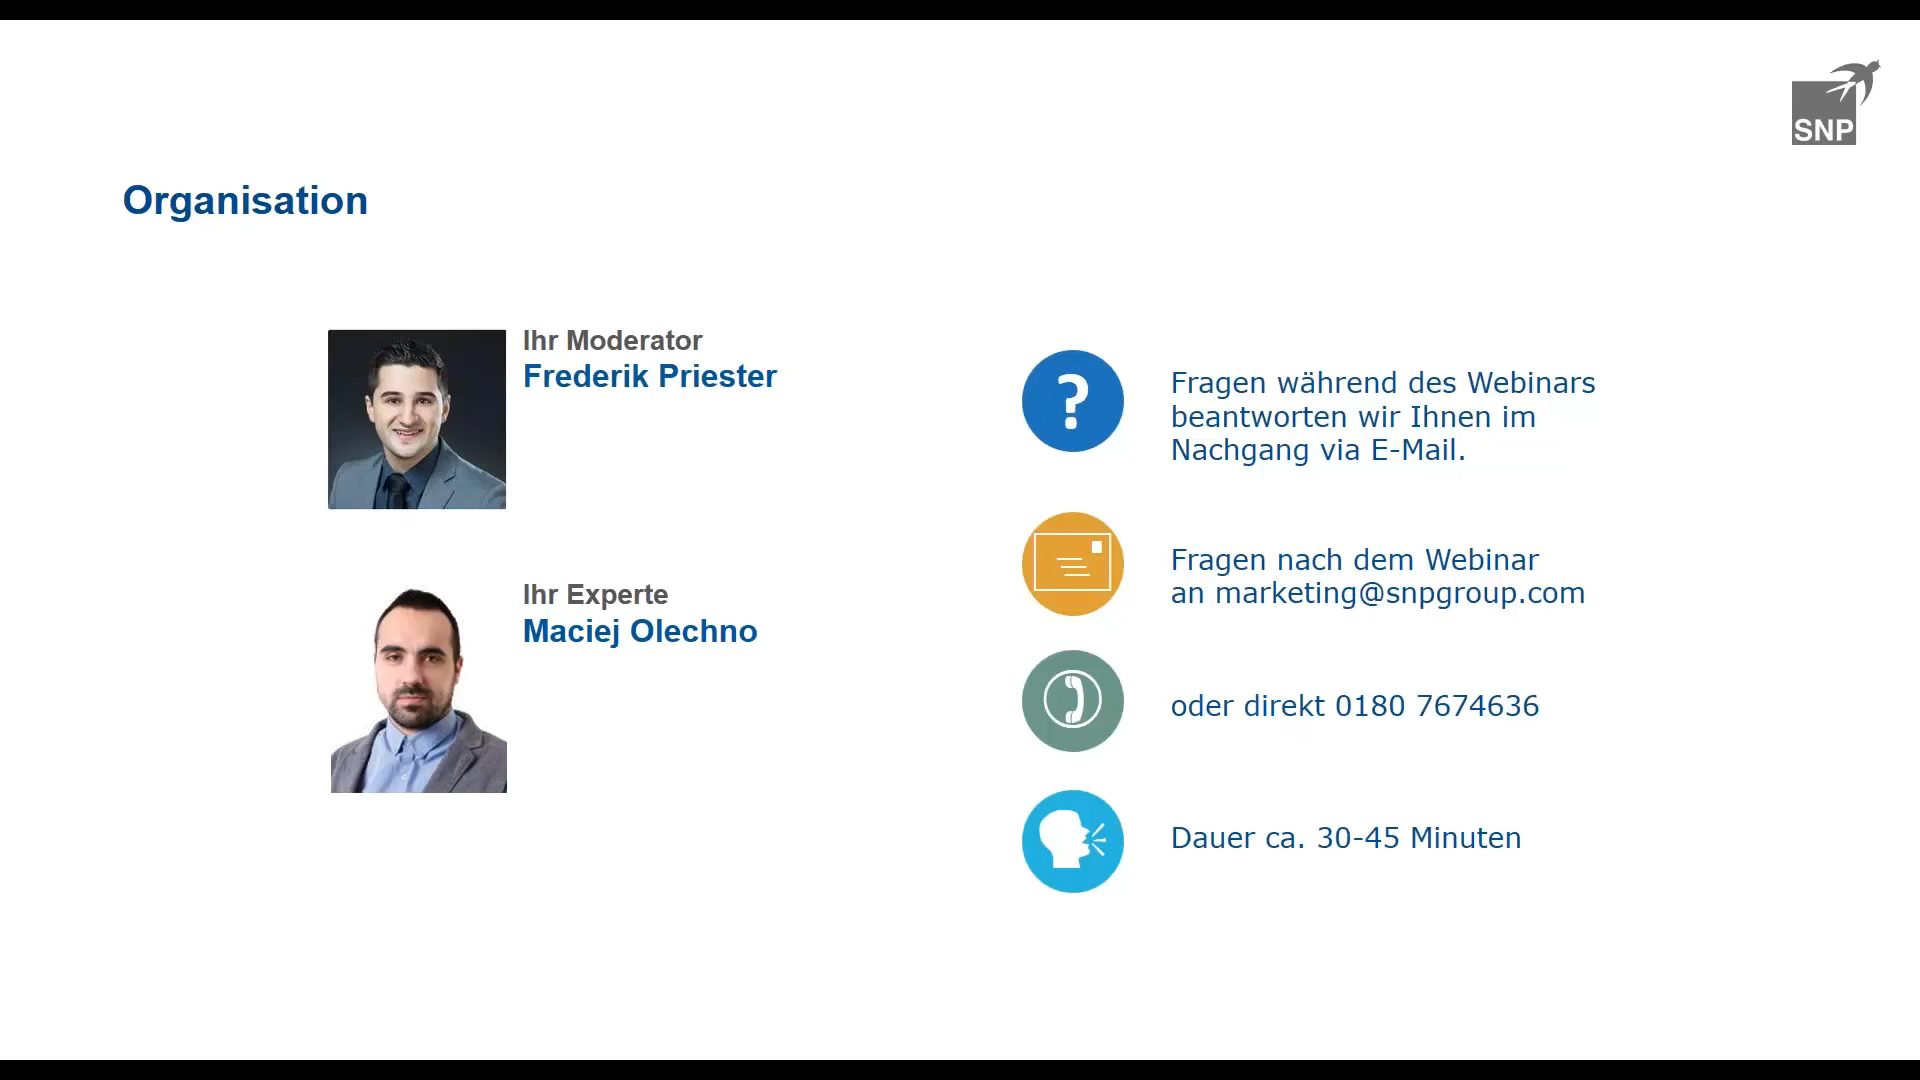 SNP
Organisation
Ihr Moderator
Frederik Priester
Ihr Experte
Maciej Olechno
?
Fragen während des Webinars
beantworten wir Ihnen im
Nachgang via E-Mail.
Fragen nach dem Webinar
an marketing@snpgroup.com
oder direkt 0180 7674636
Dauer ca. 30-45 Minuten